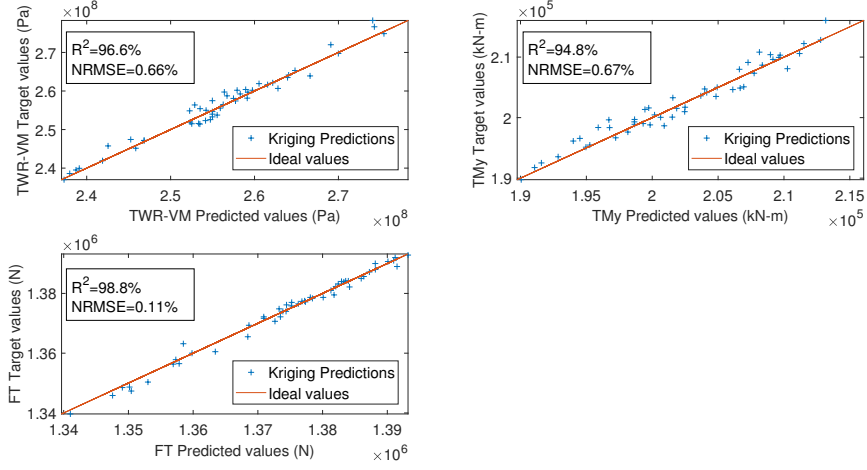 ×10^8
TWR-VM Target values (Pa)
2.7
2.6
2.5
2.4
R²=96.6%
NRMSE=0.66%
Kriging Predictions
Ideal values
2.4 2.5 2.6 2.7
TWR-VM Predicted values (Pa)
×10^8
×10^5
TMy Target values (kN-m)
2.1
2
1.9
R²=94.8%
NRMSE=0.67%
Kriging Predictions
Ideal values
1.9 1.95 2 2.05 2.1 2.15
TMy Predicted values (kN-m)
×10^5
×10^6
FT Target values (N)
1.38
1.36
1.34
R²=98.8%
NRMSE=0.11%
Kriging Predictions
Ideal values
1.34 1.35 1.36 1.37 1.38 1.39
FT Predicted values (N)
×10^6